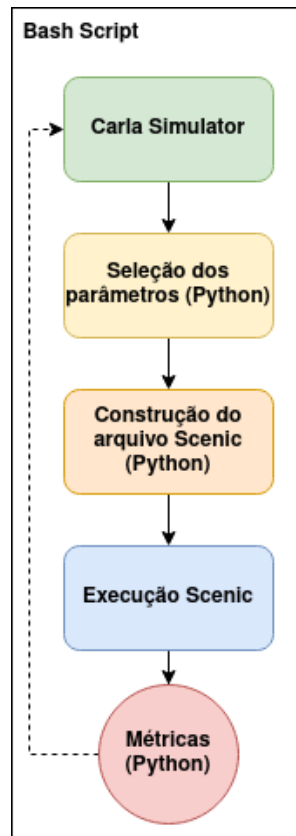 Bash Script
Carla Simulator
Seleção dos
parâmetros (Python)
Construção do
arquivo Scenic
(Python)
Execução Scenic
Métricas
(Python)